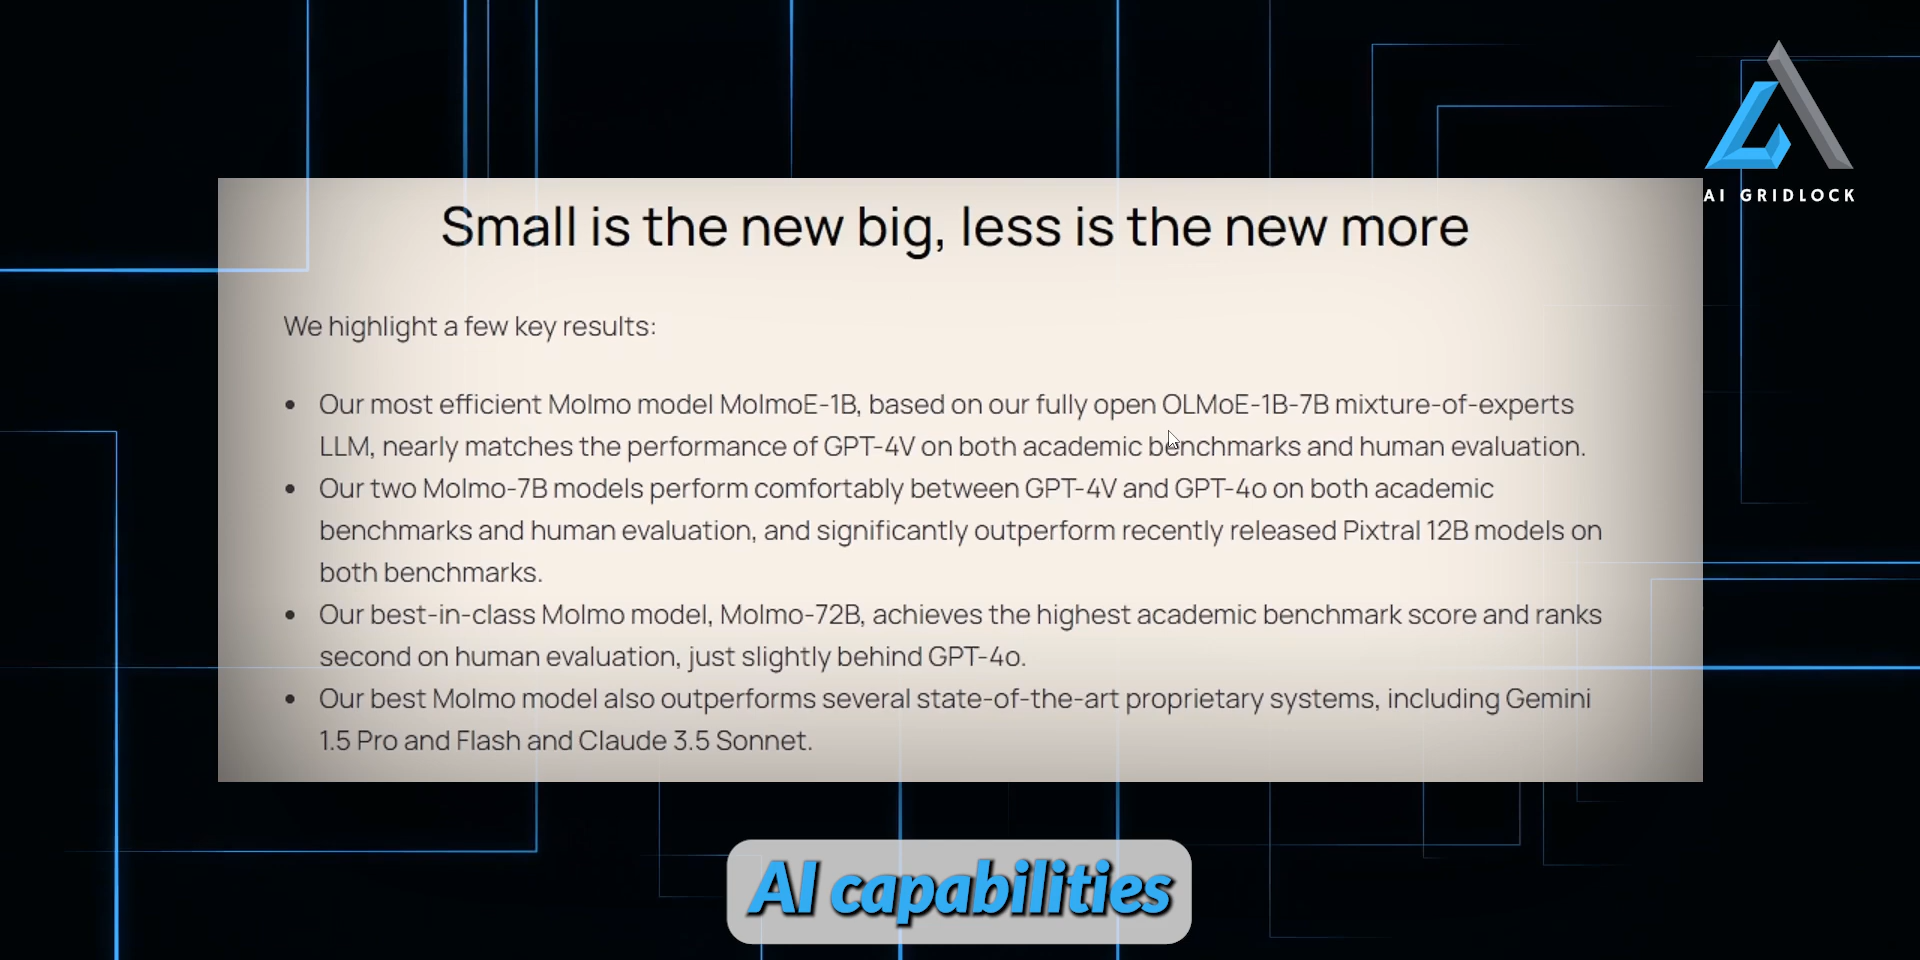 AI GRIDLOCK
Small is the new big, less is the new more
We highlight a few key results:
• Our most efficient Molmo model MolmoE-1B, based on our fully open OLMoE-1B-7B mixture-of-experts
LLM, nearly matches the performance of GPT-4V on both academic benchmarks and human evaluation.
• Our two Molmo-7B models perform comfortably between GPT-4V and GPT-4o on both academic
benchmarks and human evaluation, and significantly outperform recently released Pixtral 12B models on
both benchmarks.
• Our best-in-class Molmo model, Molmo-72B, achieves the highest academic benchmark score and ranks
second on human evaluation, just slightly behind GPT-4o.
• Our best Molmo model also outperforms several state-of-the-art proprietary systems, including Gemini
1.5 Pro and Flash and Claude 3.5 Sonnet.
AI capabilities